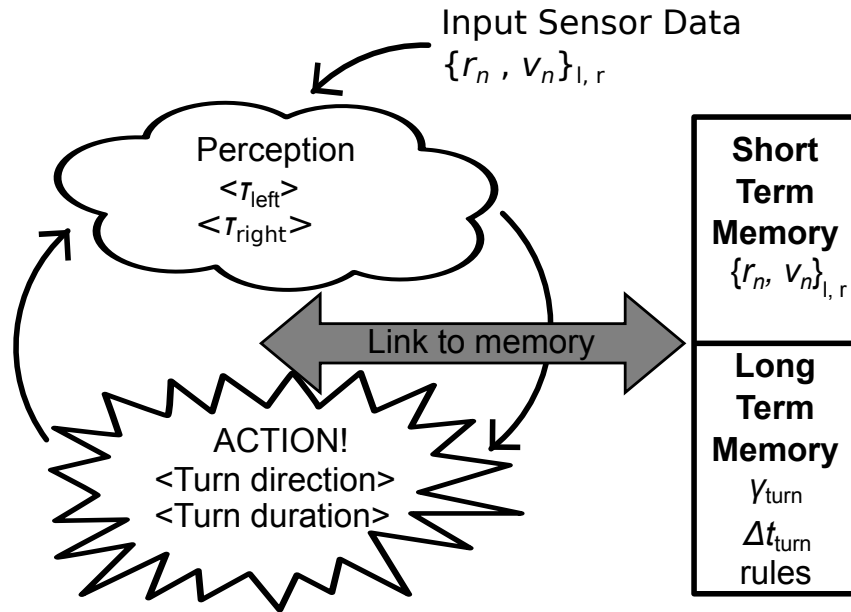 Input Sensor Data
{rₙ , vₙ}l, r
Perception
<τleft>
<τright>
Link to memory
ACTION!
<Turn direction>
<Turn duration>
Short
Term
Memory
{rₙ, vₙ}l, r
Long
Term
Memory
γturn
Δtturn
rules